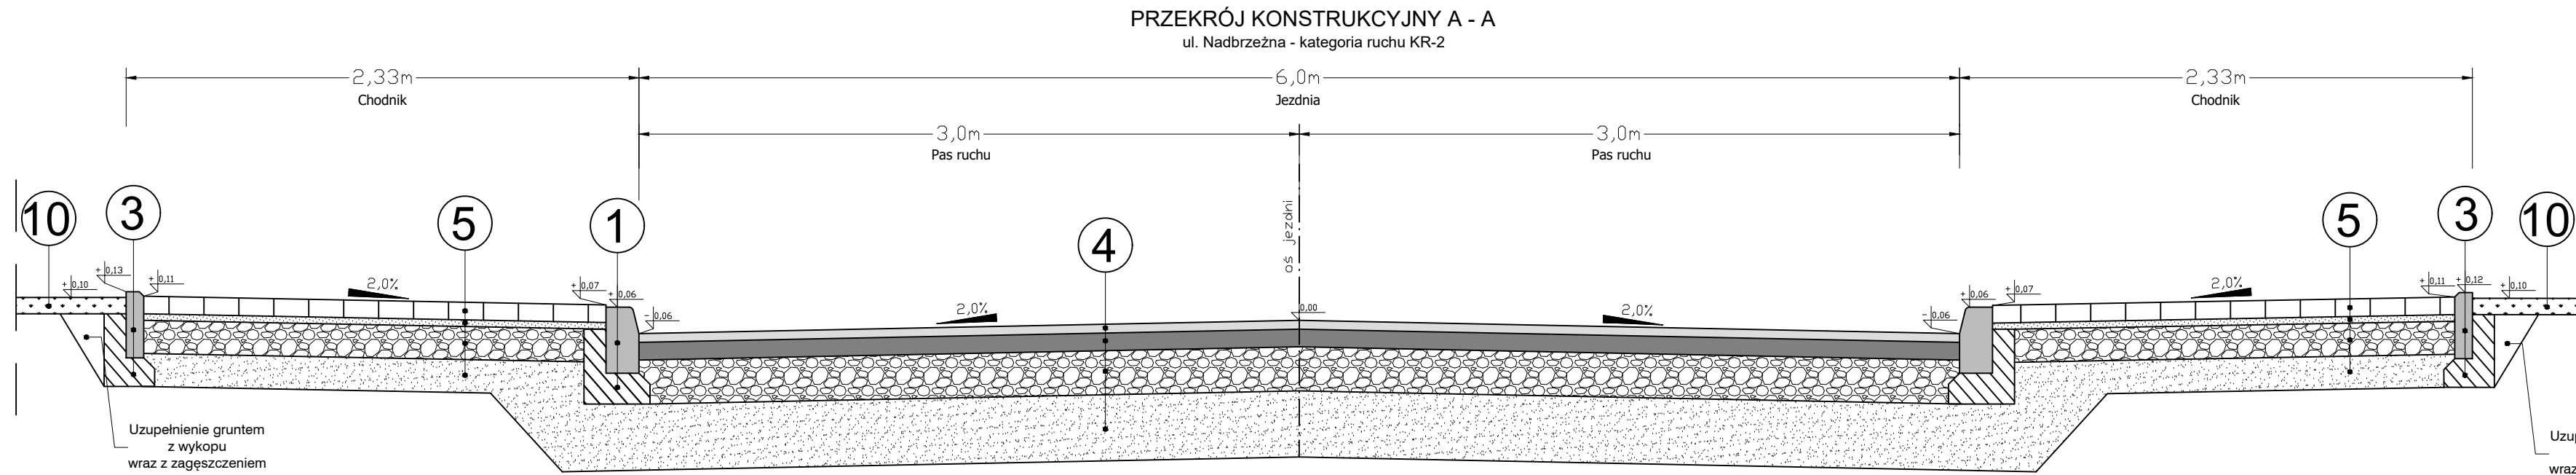 PRZEKRÓJ KONSTRUKCYJNY A - A
ul. Nadbrzeżna - kategoria ruchu KR-2
2,33m
6,0m
2,33m
Chodnik
Jezdnia
Chodnik
3,0m
3,0m
Pas ruchu
Pas ruchu
oś jezdni
10
3
5
1
4
5
3
10
+ 0,10
+ 0,13
+ 0,11
2,0%
+ 0,07
+ 0,06
- 0,06
2,0%
0,00
2,0%
- 0,06
+ 0,06
+ 0,07
2,0%
+ 0,11
+ 0,12
+ 0,10
Uzupełnienie gruntem
z wykopu
wraz z zagęszczeniem
Uzup
wraz